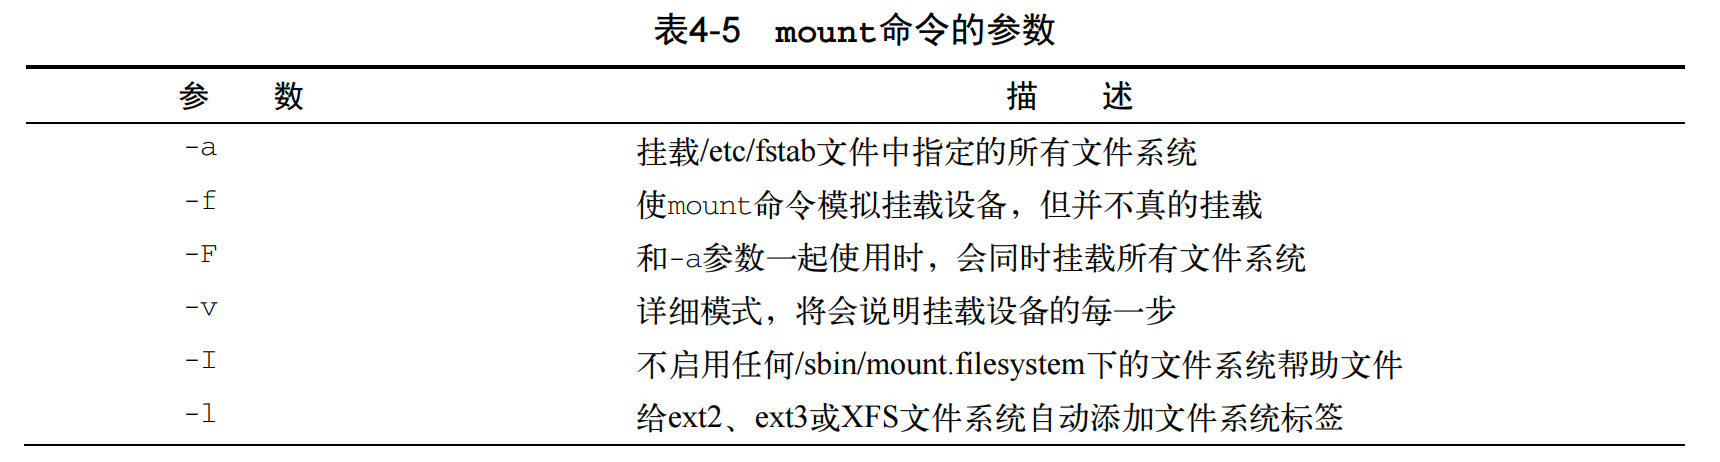 表4-5 mount命令的参数
参 数 描 述
-a 挂载/etc/fstab文件中指定的所有文件系统
-f 使mount命令模拟挂载设备，但并不真的挂载
-F 和-a参数一起使用时，会同时挂载所有文件系统
-v 详细模式，将会说明挂载设备的每一步
-I 不启用任何/sbin/mount.filesystem下的文件系统帮助文件
-l 给ext2、ext3或XFS文件系统自动添加文件系统标签